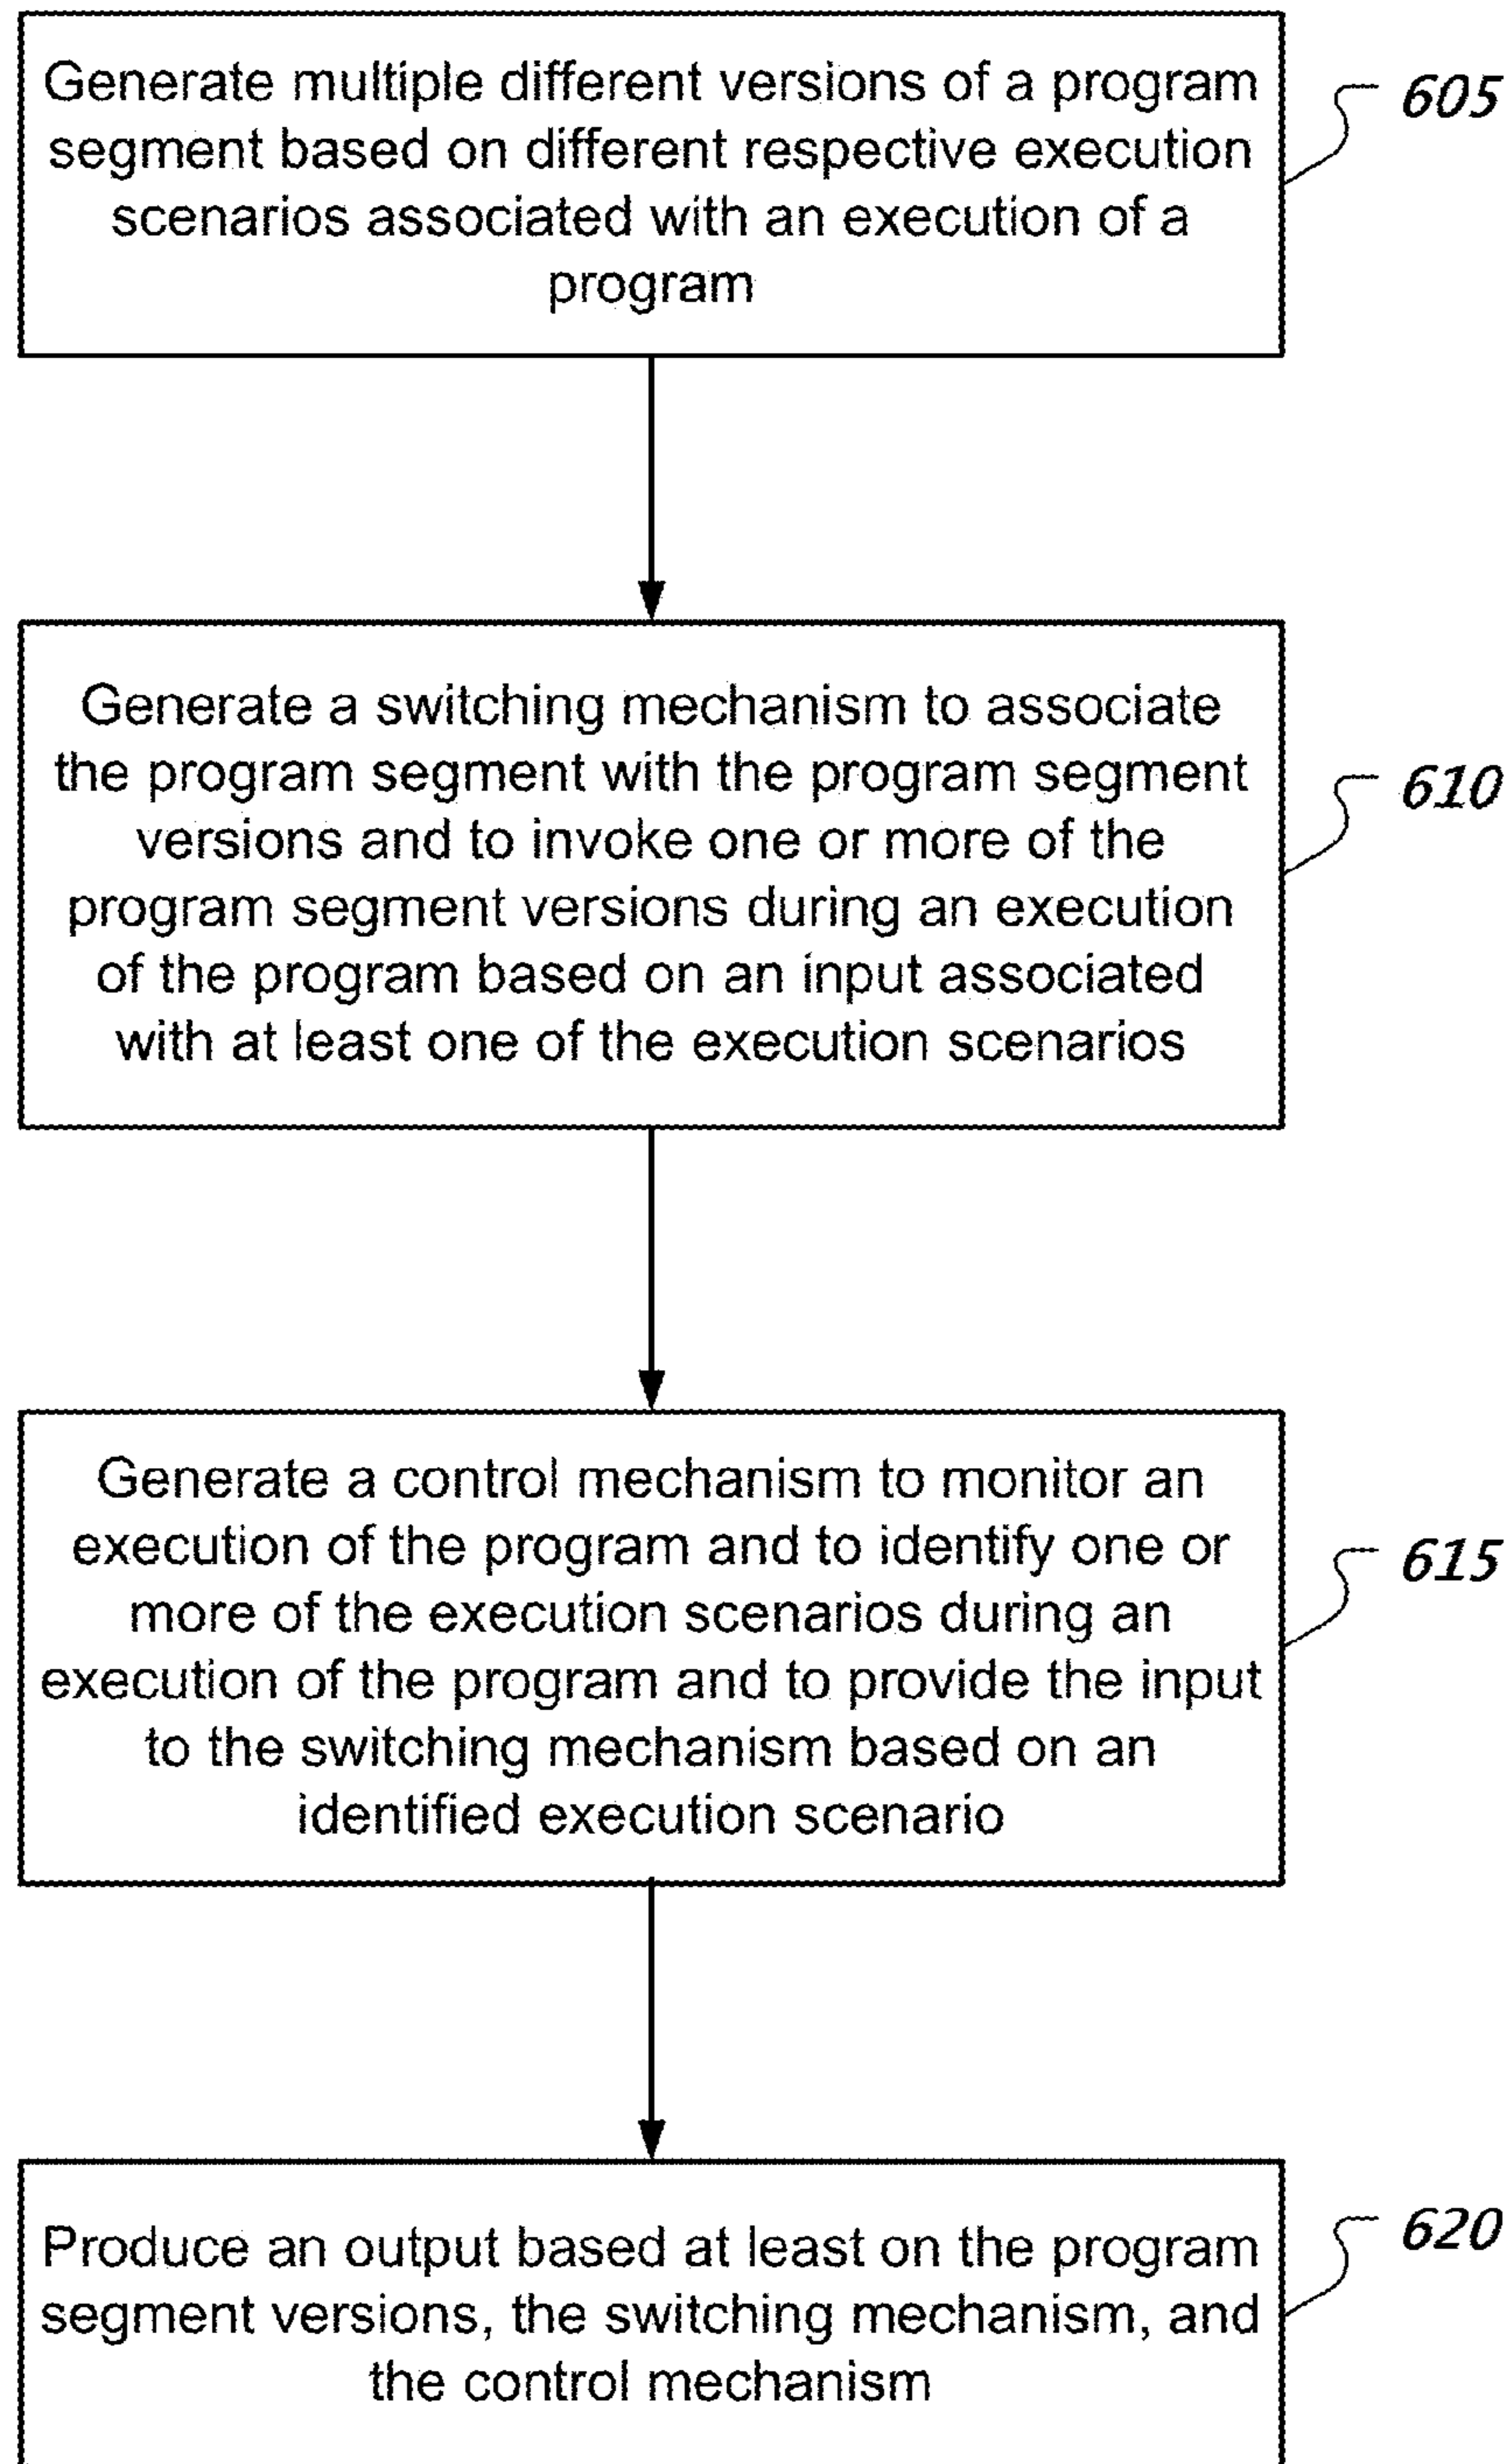 Generate multiple different versions of a program
segment based on different respective execution
scenarios associated with an execution of a
program
605
Generate a switching mechanism to associate
the program segment with the program segment
versions and to invoke one or more of the
program segment versions during an execution
of the program based on an input associated
with at least one of the execution scenarios
610
Generate a control mechanism to monitor an
execution of the program and to identify one or
more of the execution scenarios during an
execution of the program and to provide the input
to the switching mechanism based on an
identified execution scenario
615
Produce an output based at least on the program
segment versions, the switching mechanism, and
the control mechanism
620